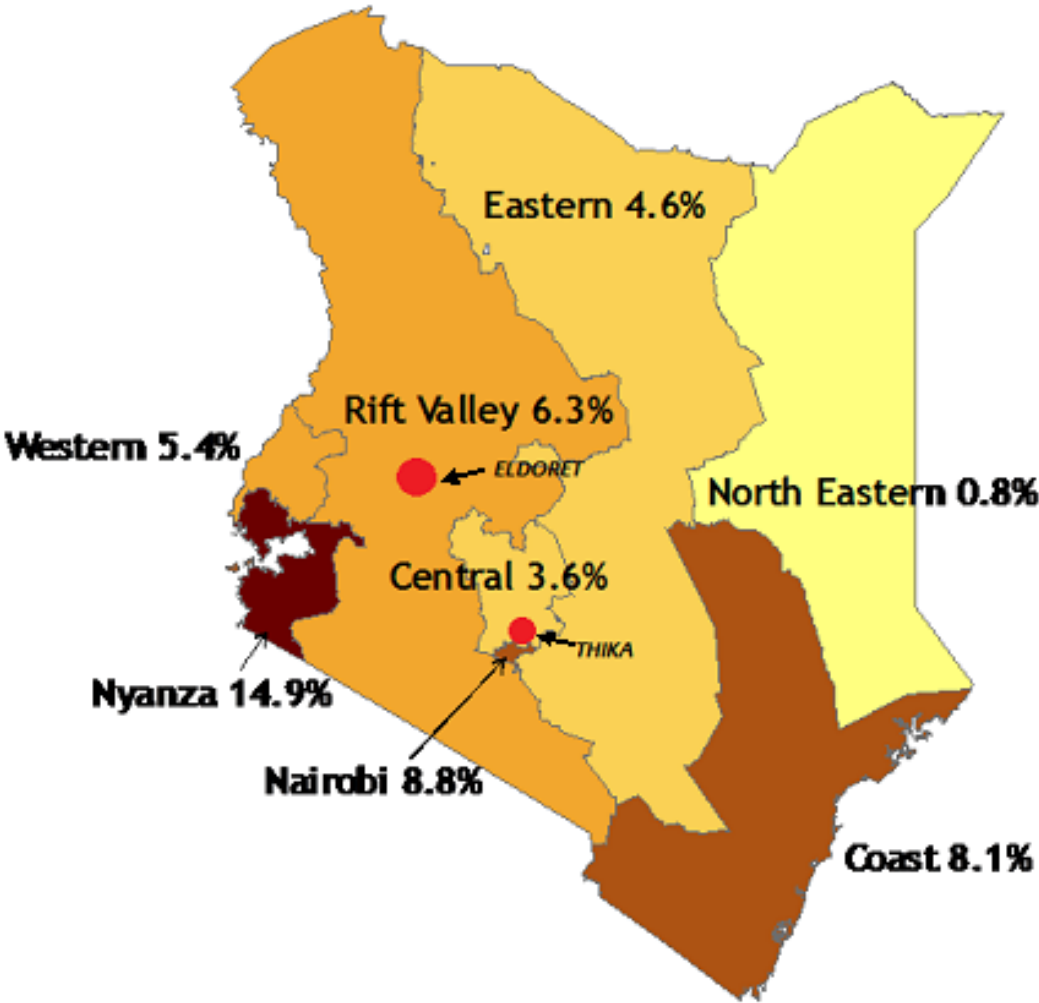 Eastern 4.6%
Rift Valley 6.3%
Western 5.4%
ELDORET
North Eastern 0.8%
Central 3.6%
THIKA
Nyanza 14.9%
Nairobi 8.8%
Coast 8.1%